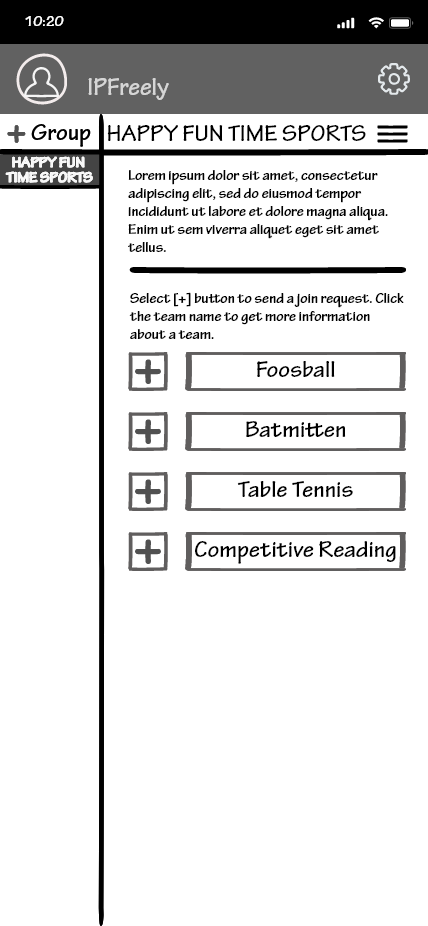 10:20
IPFreely
+ Group
HAPPY FUN TIME SPORTS
HAPPY FUN
TIME SPORTS
Lorem ipsum dolor sit amet, consectetur
adipiscing elit, sed do eiusmod tempor
incididunt ut labore et dolore magna aliqua.
Enim ut sem viverra aliquet eget sit amet
tellus.
Select [+] button to send a join request. Click
the team name to get more information
about a team.
+ Foosball
+ Batmitten
+ Table Tennis
+ Competitive Reading